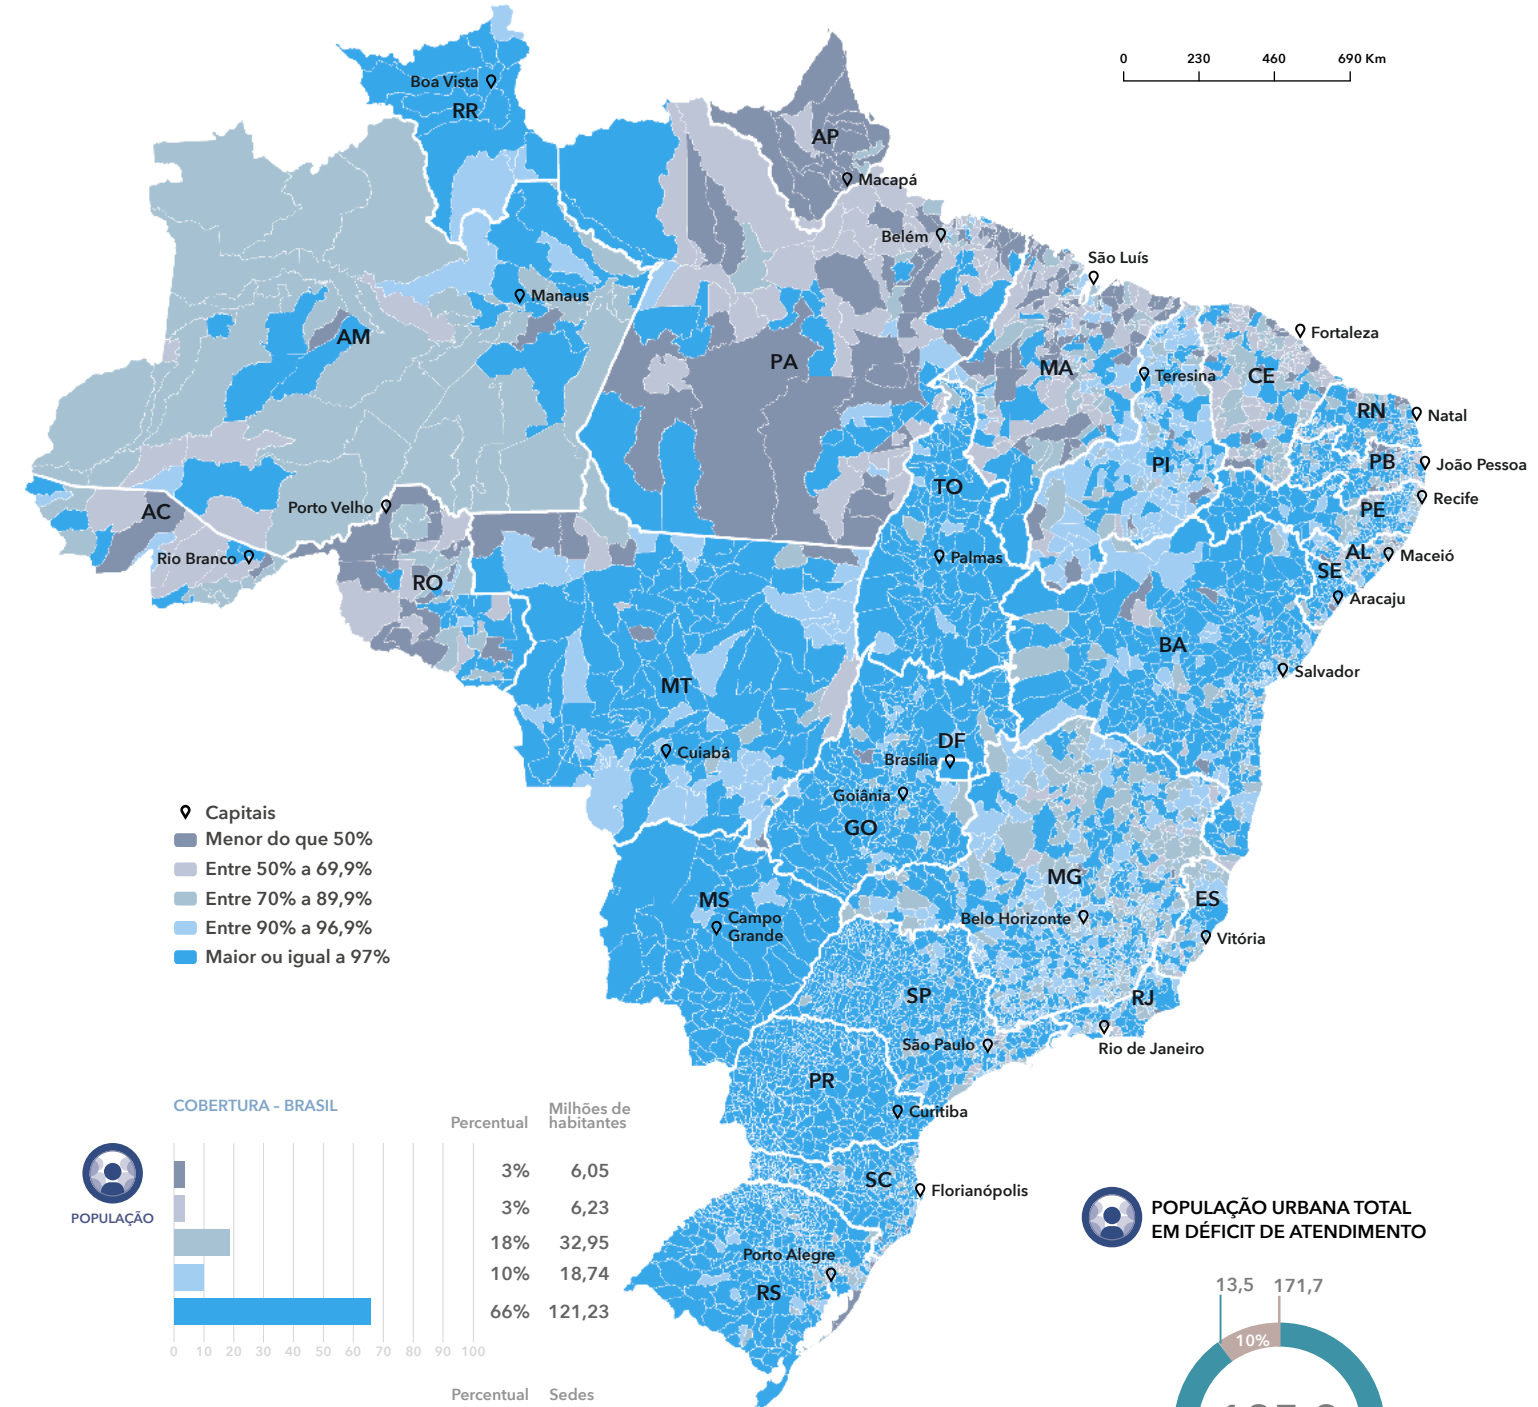 0 230 460 690 Km
Boa Vista
RR
AP
Macapá
Belém
São Luís
Manaus
AM
PA
MA
Teresina
CE
Fortaleza
RN
Natal
PI
PB
João Pessoa
TO
Recife
PE
AC
Porto Velho
Rio Branco
RO
Palmas
AL
Maceió
SE
Aracaju
BA
Salvador
MT
Cuiabá
DF
Brasília
Goiânia
GO
MG
Belo Horizonte
ES
Vitória
MS
Campo
Grande
SP
São Paulo
RJ
Rio de Janeiro
PR
Curitiba
SC
Florianópolis
Porto Alegre
RS
Capitais
Menor do que 50%
Entre 50% a 69,9%
Entre 70% a 89,9%
Entre 90% a 96,9%
Maior ou igual a 97%
COBERTURA – BRASIL
Percentual
Milhões de
habitantes
POPULAÇÃO
3% 6,05
3% 6,23
18% 32,95
10% 18,74
66% 121,23
0 10 20 30 40 50 60 70 80 90 100
Percentual Sedes
POPULAÇÃO URBANA TOTAL
EM DÉFICIT DE ATENDIMENTO
13,5 171,7
10%